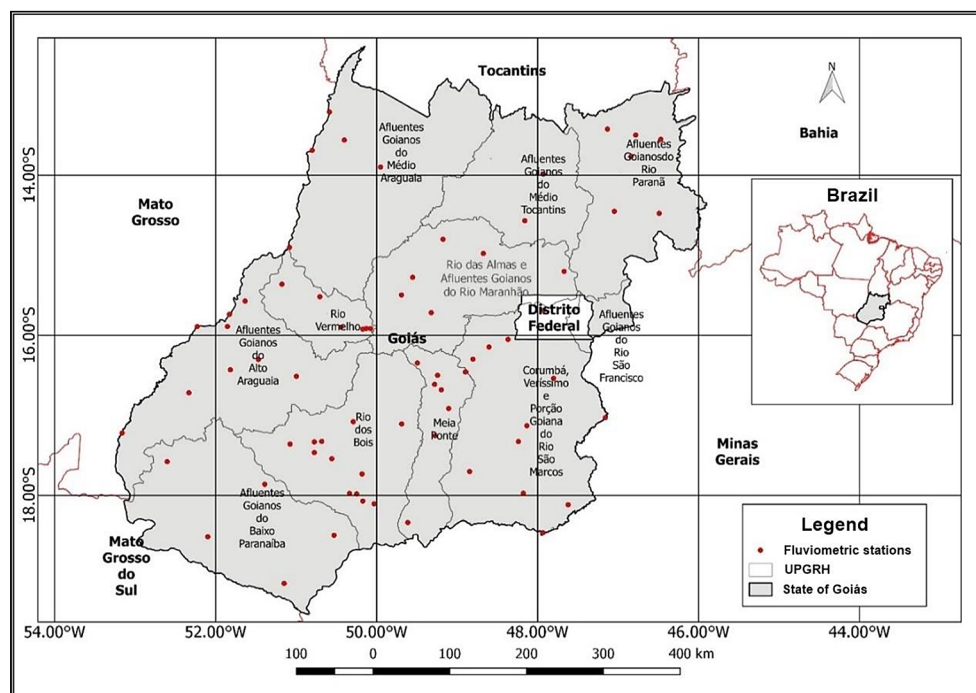 Tocantins
N
Bahia
Mato
Grosso
14.00°S
16.00°S
18.00°S
Afluentes
Goianos
do
Médio
Araguaia
Afluentes
Goianos
do
Médio
Tocantins
Afluentes
Goianosdo
Rio
Paranã
Rio das Almas e
Afluentes Goianos
do Rio Maranhão
Rio
Vermelho
Goiás
Distrito
Federal
Afluentes
Goianos
do
Rio
São
Francisco
Afluentes
Goianos
do
Alto
Araguaia
Corumbá,
Veríssimo
e
Porção
Goiana
do
Rio
São
Marcos
Rio
dos
Bois
Meia
Ponte
Afluentes
Goianos
do
Baixo
Paranaíba
Minas
Gerais
Mato
Grosso
do
Sul
Brazil
Legend
Fluviometric stations
UPGRH
State of Goiás
54.00°W 52.00°W 50.00°W 48.00°W 46.00°W 44.00°W
100 0 100 200 300 400 km